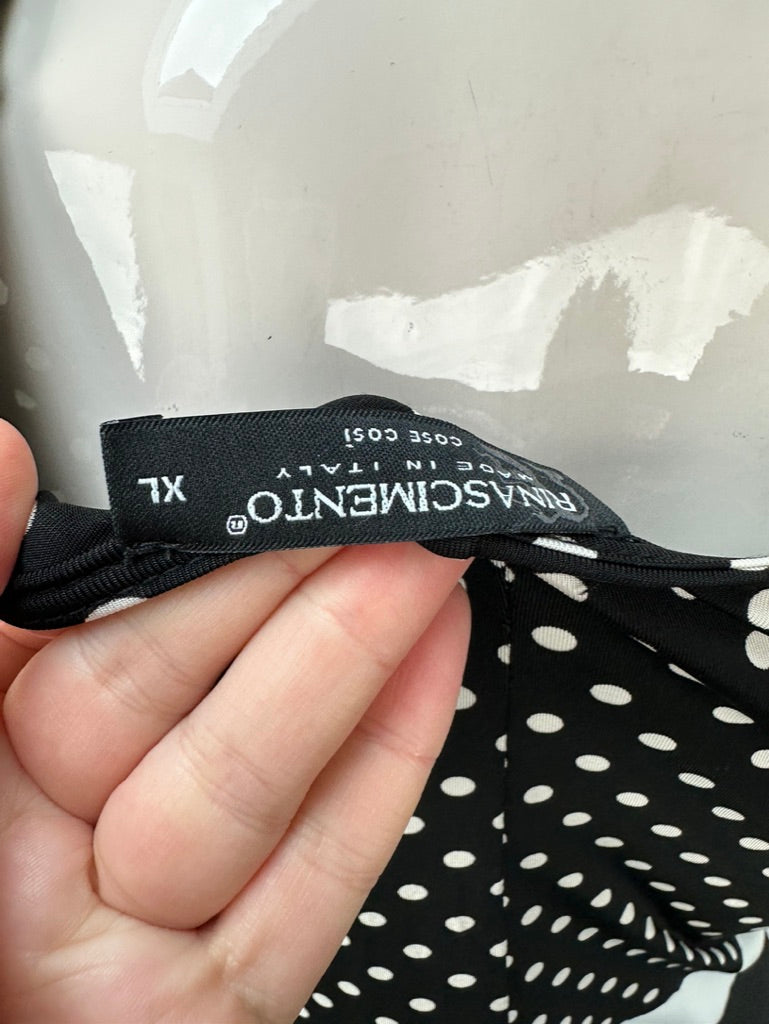 RINASCIMENTO®
MADE IN ITALY
COSE COSÌ
XL